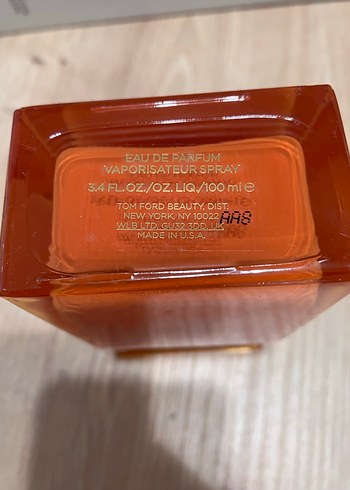 EAU DE PARFUM
VAPORISATEUR SPRAY
3.4 FL.OZ./OZ. LIQ./100 ml ℮
TOM FORD BEAUTY, DIST.
NEW YORK, NY 10022 AA8
WLB LTD. GU32 3QD, UK
MADE IN U.S.A.